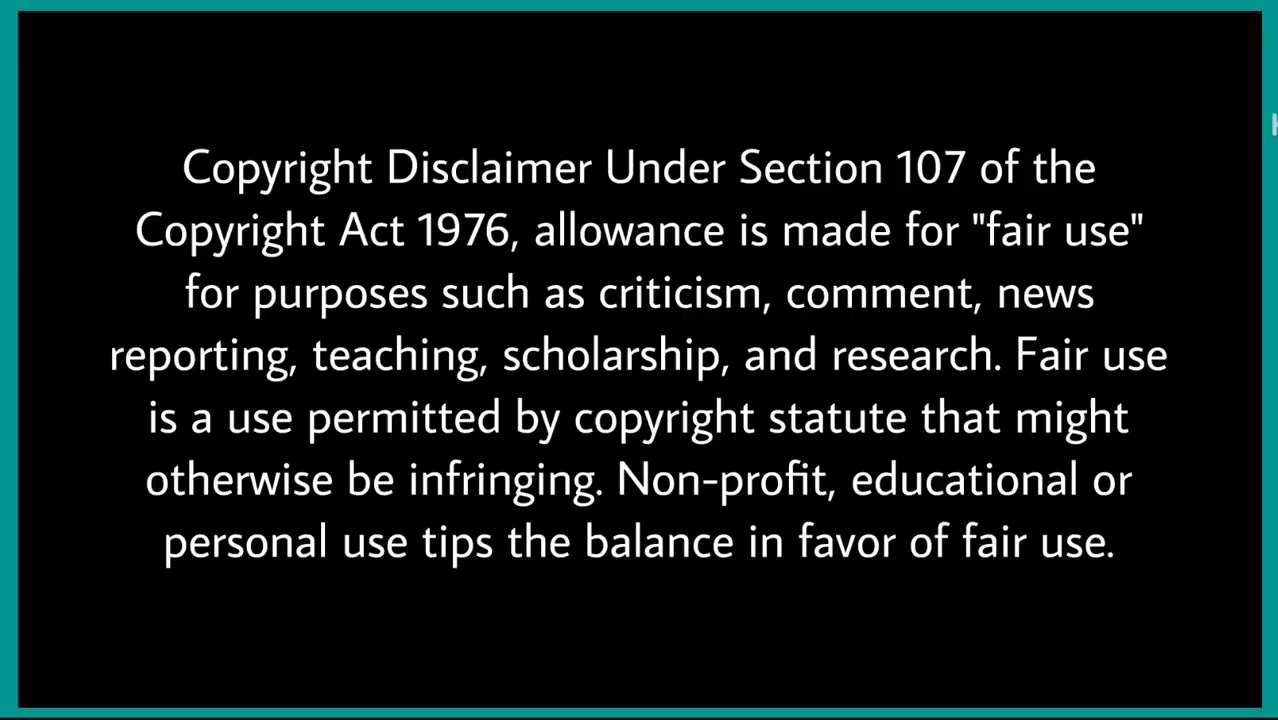 Copyright Disclaimer Under Section 107 of the
Copyright Act 1976, allowance is made for "fair use"
for purposes such as criticism, comment, news
reporting, teaching, scholarship, and research. Fair use
is a use permitted by copyright statute that might
otherwise be infringing. Non-profit, educational or
personal use tips the balance in favor of fair use.